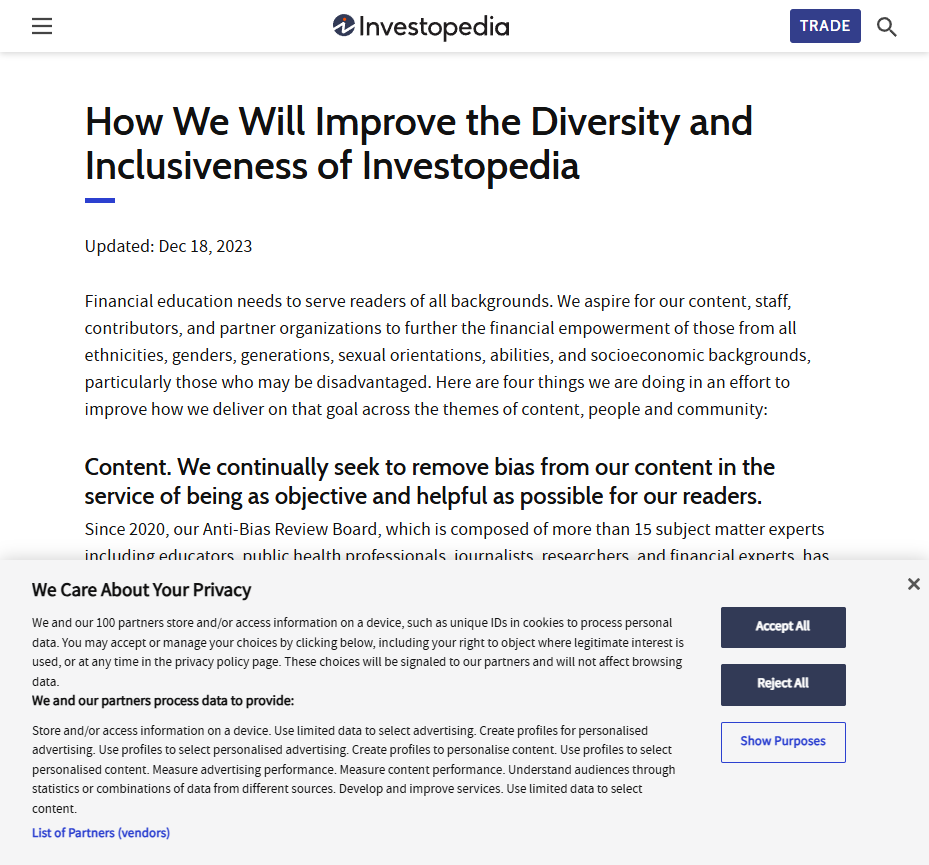 Investopedia
TRADE
How We Will Improve the Diversity and
Inclusiveness of Investopedia
Updated: Dec 18, 2023
Financial education needs to serve readers of all backgrounds. We aspire for our content, staff,
contributors, and partner organizations to further the financial empowerment of those from all
ethnicities, genders, generations, sexual orientations, abilities, and socioeconomic backgrounds,
particularly those who may be disadvantaged. Here are four things we are doing in an effort to
improve how we deliver on that goal across the themes of content, people and community:
Content. We continually seek to remove bias from our content in the
service of being as objective and helpful as possible for our readers.
Since 2020, our Anti-Bias Review Board, which is composed of more than 15 subject matter experts
including educators, public health professionals, journalists, researchers, and financial experts, has
We Care About Your Privacy
We and our 100 partners store and/or access information on a device, such as unique IDs in cookies to process personal
data. You may accept or manage your choices by clicking below, including your right to object where legitimate interest is
used, or at any time in the privacy policy page. These choices will be signaled to our partners and will not affect browsing
data.
We and our partners process data to provide:
Store and/or access information on a device. Use limited data to select advertising. Create profiles for personalised
advertising. Use profiles to select personalised advertising. Create profiles to personalise content. Use profiles to select
personalised content. Measure advertising performance. Measure content performance. Understand audiences through
statistics or combinations of data from different sources. Develop and improve services. Use limited data to select
content.
List of Partners (vendors)
Accept All
Reject All
Show Purposes